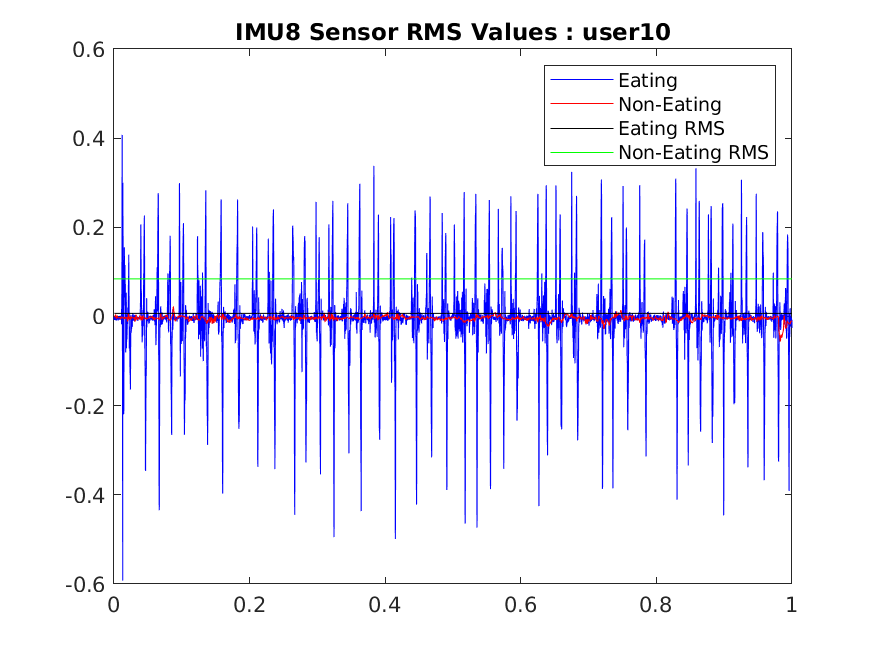 IMU8 Sensor RMS Values : user10
0.6
0.4
0.2
0
-0.2
-0.4
-0.6
Eating
Non-Eating
Eating RMS
Non-Eating RMS
0 0.2 0.4 0.6 0.8 1